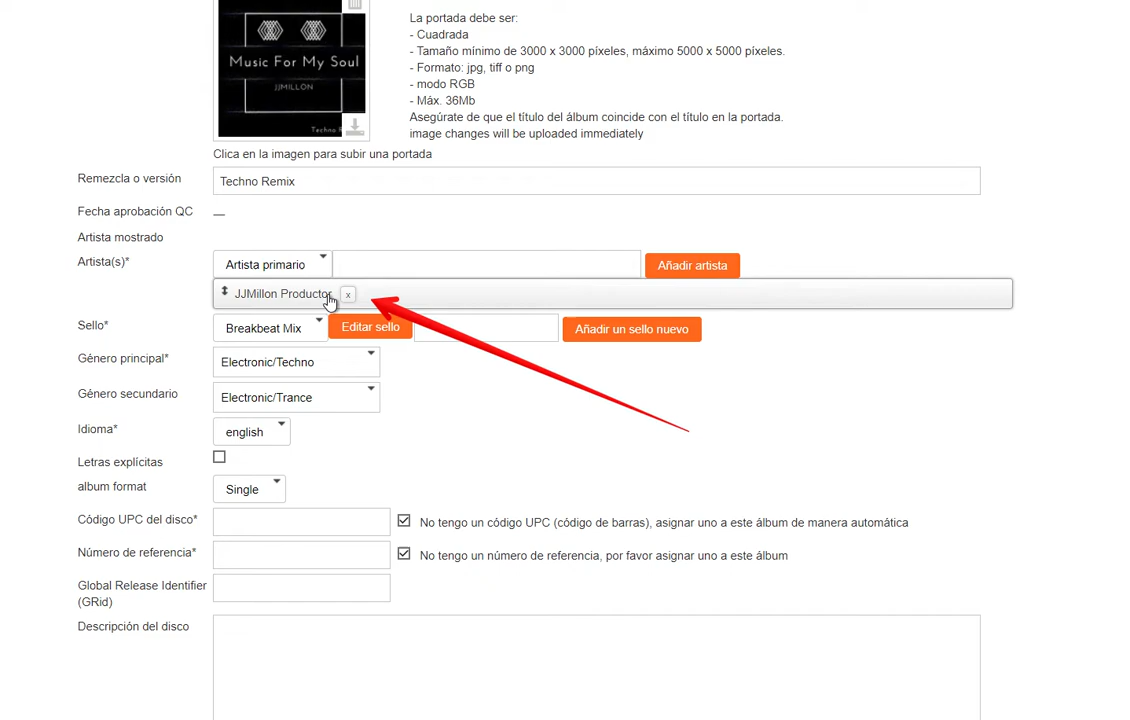 La portada debe ser:
- Cuadrada
- Tamaño mínimo de 3000 x 3000 píxeles, máximo 5000 x 5000 píxeles.
- Formato: jpg, tiff o png
- modo RGB
- Máx. 36Mb
Asegúrate de que el título del álbum coincide con el título en la portada.
image changes will be uploaded immediately
Music For My Soul
JJMILLON
Techno R
Clica en la imagen para subir una portada
Remezcla o versión Techno Remix
Fecha aprobación QC —
Artista mostrado
Artista(s)* Artista primario Añadir artista
JJMillon Productor x
Sello* Breakbeat Mix Editar sello Añadir un sello nuevo
Género principal* Electronic/Techno
Género secundario Electronic/Trance
Idioma* english
Letras explícitas
album format Single
Código UPC del disco* No tengo un código UPC (código de barras), asignar uno a este álbum de manera automática
Número de referencia* No tengo un número de referencia, por favor asignar uno a este álbum
Global Release Identifier
(GRid)
Descripción del disco